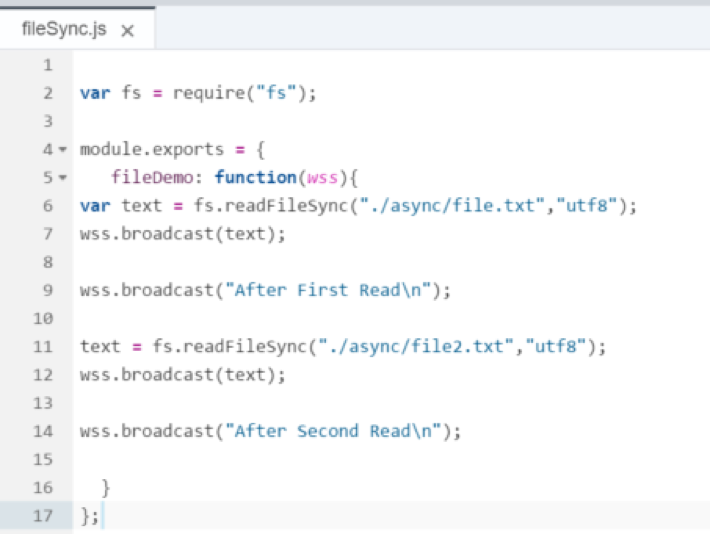 fileSync.js ×
1
2 var fs = require("fs");
3
4 module.exports = {
5 fileDemo: function(wss){
6 var text = fs.readFileSync("./async/file.txt","utf8");
7 wss.broadcast(text);
8
9 wss.broadcast("After First Read\n");
10
11 text = fs.readFileSync("./async/file2.txt","utf8");
12 wss.broadcast(text);
13
14 wss.broadcast("After Second Read\n");
15
16 }
17 };